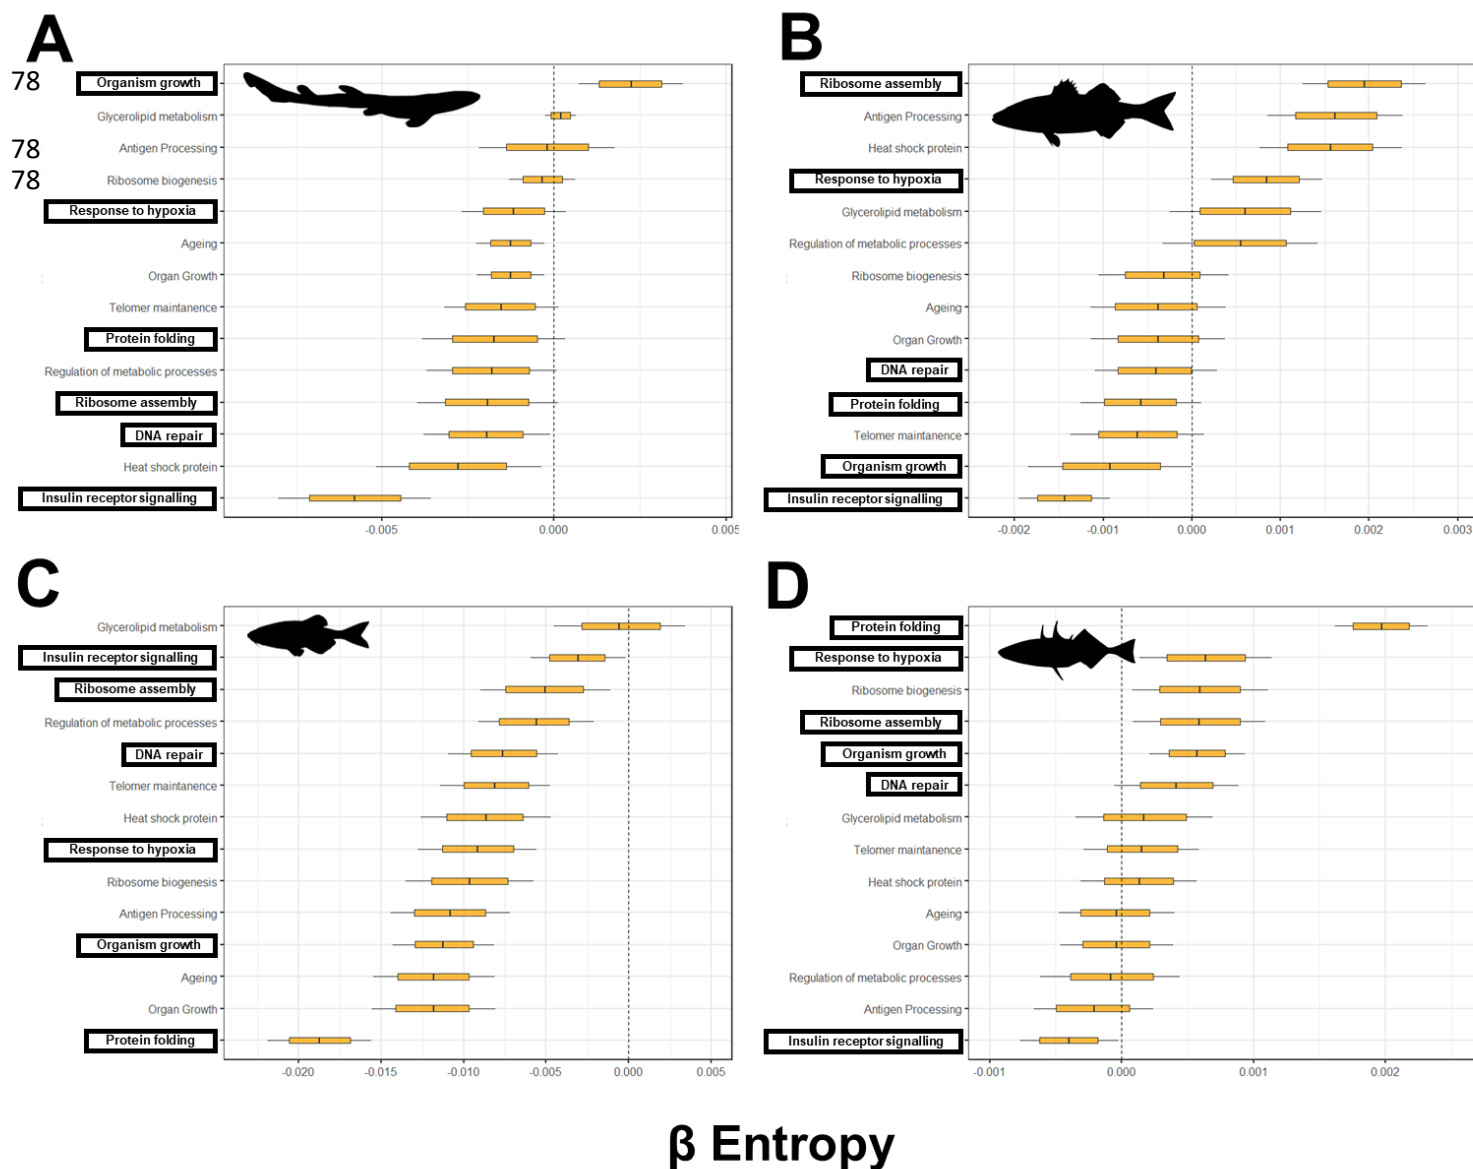 A
78 Organism growth
Glycerolipid metabolism
78 Antigen Processing
78 Ribosome biogenesis
Response to hypoxia
Ageing
Organ Growth
Telomer maintanence
Protein folding
Regulation of metabolic processes
Ribosome assembly
DNA repair
Heat shock protein
Insulin receptor signalling
-0.005 0.000 0.005
B
Ribosome assembly
Antigen Processing
Heat shock protein
Response to hypoxia
Glycerolipid metabolism
Regulation of metabolic processes
Ribosome biogenesis
Ageing
Organ Growth
DNA repair
Protein folding
Telomer maintanence
Organism growth
Insulin receptor signalling
-0.002 -0.001 0.000 0.001 0.002 0.003
C
Glycerolipid metabolism
Insulin receptor signalling
Ribosome assembly
Regulation of metabolic processes
DNA repair
Telomer maintanence
Heat shock protein
Response to hypoxia
Ribosome biogenesis
Antigen Processing
Organism growth
Ageing
Organ Growth
Protein folding
-0.020 -0.015 -0.010 -0.005 0.000 0.005
D
Protein folding
Response to hypoxia
Ribosome biogenesis
Ribosome assembly
Organism growth
DNA repair
Glycerolipid metabolism
Telomer maintanence
Heat shock protein
Ageing
Organ Growth
Regulation of metabolic processes
Antigen Processing
Insulin receptor signalling
-0.001 0.000 0.001 0.002
β Entropy